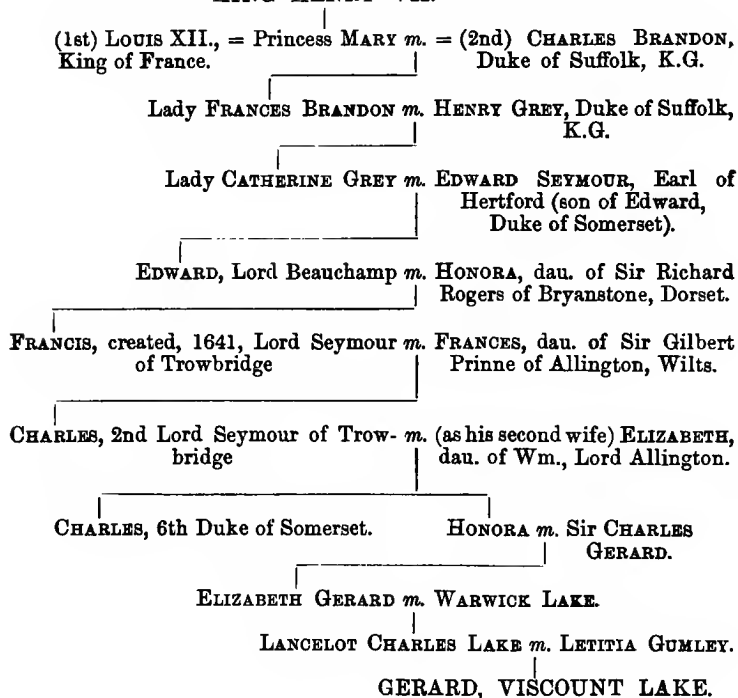 (1st) LOUIS XII., = Princess MARY m. = (2nd) CHARLES BRANDON,
King of France. Duke of Suffolk, K.G.
Lady FRANCES BRANDON m. HENRY GREY, Duke of Suffolk,
K.G.
Lady CATHERINE GREY m. EDWARD SEYMOUR, Earl of
Hertford (son of Edward,
Duke of Somerset).
EDWARD, Lord Beauchamp m. HONORA, dau. of Sir Richard
Rogers of Bryanstone, Dorset.
FRANCIS, created, 1641, Lord Seymour m. FRANCES, dau. of Sir Gilbert
of Trowbridge Prinne of Allington, Wilts.
CHARLES, 2nd Lord Seymour of Trow- m. (as his second wife) ELIZABETH,
bridge dau. of Wm., Lord Allington.
CHARLES, 6th Duke of Somerset. HONORA m. Sir CHARLES
GERARD.
ELIZABETH GERARD m. WARWICK LAKE.
LANCELOT CHARLES LAKE m. LETITIA GUMLEY.
GERARD, VISCOUNT LAKE.